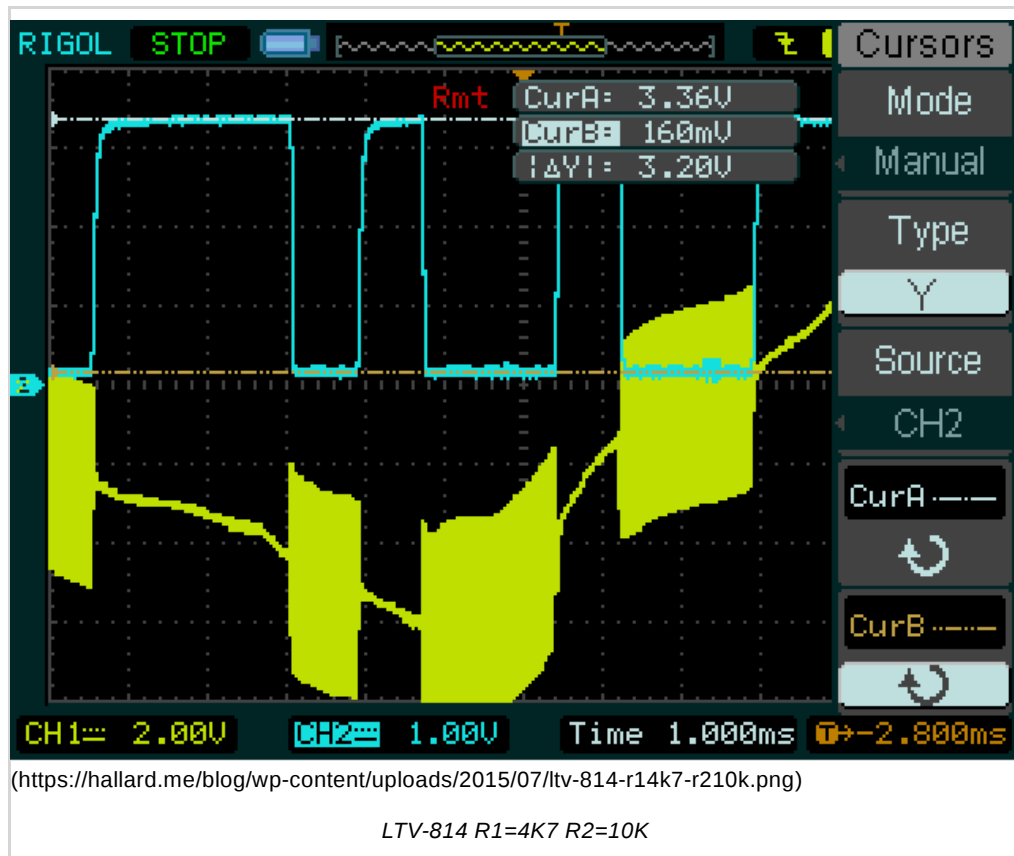 RIGOL STOP T Cursors
Rmt CurA: 3.36V Mode
CurB: 160mV
|ΔY|: 3.20V Manual
Type
Y
Source
2
CH2
CurA
CurB
CH1 2.00V CH2 1.00V Time 1.000ms T→-2.800ms
(https://hallard.me/blog/wp-content/uploads/2015/07/ltv-814-r14k7-r210k.png)
LTV-814 R1=4K7 R2=10K